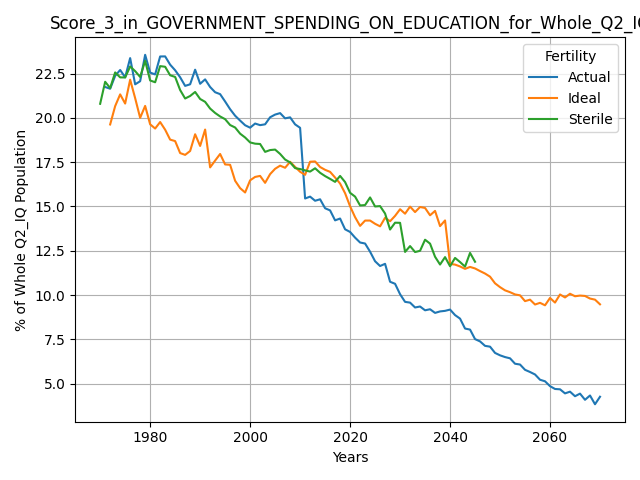 Score_3_in_GOVERNMENT_SPENDING_ON_EDUCATION_for_Whole_Q2_IQ
Fertility
Actual
Ideal
Sterile
% of Whole Q2_IQ Population
22.5
20.0
17.5
15.0
12.5
10.0
7.5
5.0
1980 2000 2020 2040 2060
Years